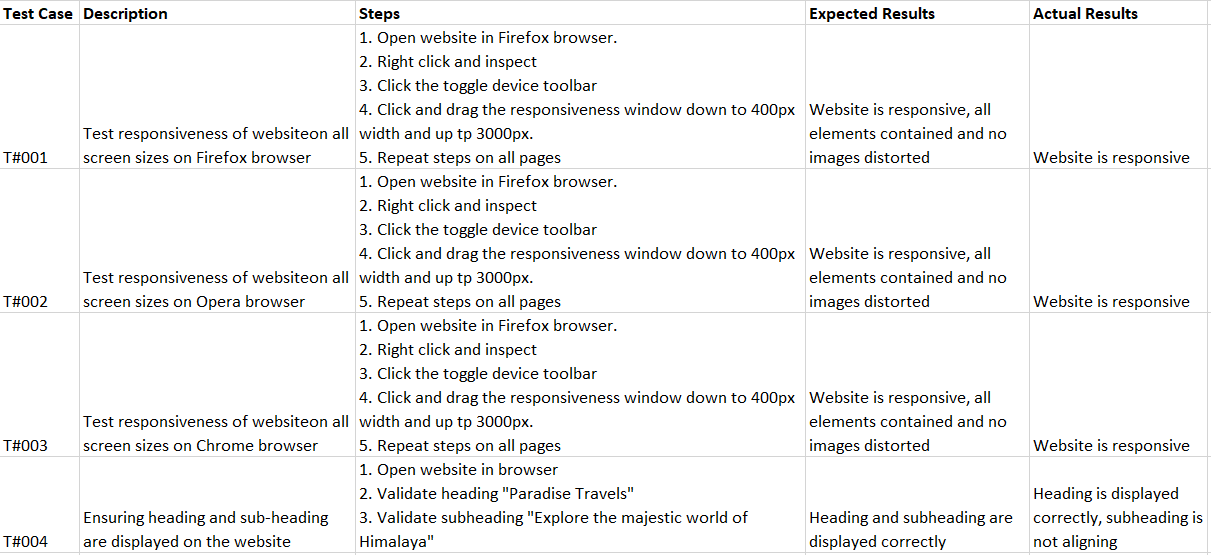 Test Case Description Steps Expected Results Actual Results
T#001
Test responsiveness of websiteon all
screen sizes on Firefox browser
1. Open website in Firefox browser.
2. Right click and inspect
3. Click the toggle device toolbar
4. Click and drag the responsiveness window down to 400px
width and up tp 3000px.
5. Repeat steps on all pages
Website is responsive, all
elements contained and no
images distorted
Website is responsive
T#002
Test responsiveness of websiteon all
screen sizes on Opera browser
1. Open website in Firefox browser.
2. Right click and inspect
3. Click the toggle device toolbar
4. Click and drag the responsiveness window down to 400px
width and up tp 3000px.
5. Repeat steps on all pages
Website is responsive, all
elements contained and no
images distorted
Website is responsive
T#003
Test responsiveness of websiteon all
screen sizes on Chrome browser
1. Open website in Firefox browser.
2. Right click and inspect
3. Click the toggle device toolbar
4. Click and drag the responsiveness window down to 400px
width and up tp 3000px.
5. Repeat steps on all pages
Website is responsive, all
elements contained and no
images distorted
Website is responsive
T#004
Ensuring heading and sub-heading
are displayed on the website
1. Open website in browser
2. Validate heading "Paradise Travels"
3. Validate subheading "Explore the majestic world of
Himalaya"
Heading and subheading are
displayed correctly
Heading is displayed
correctly, subheading is
not aligning